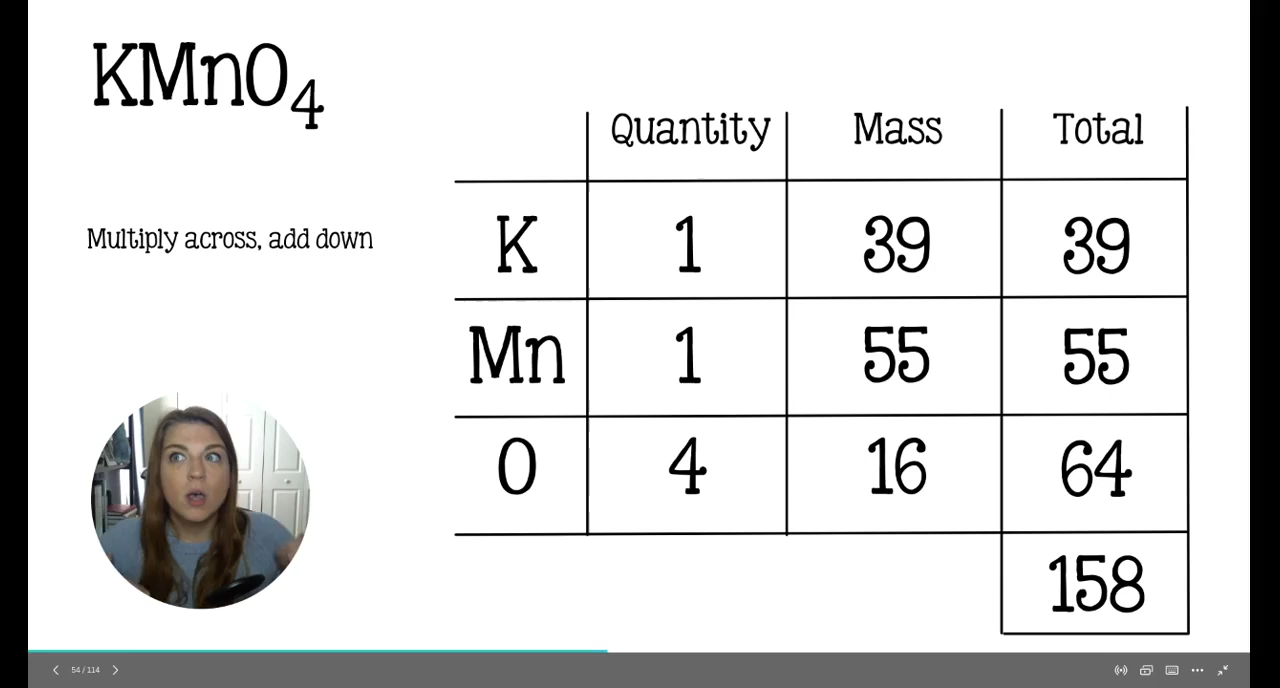 KMnO₄
Multiply across, add down
Quantity Mass Total
K 1 39 39
Mn 1 55 55
O 4 16 64
158
54 / 114